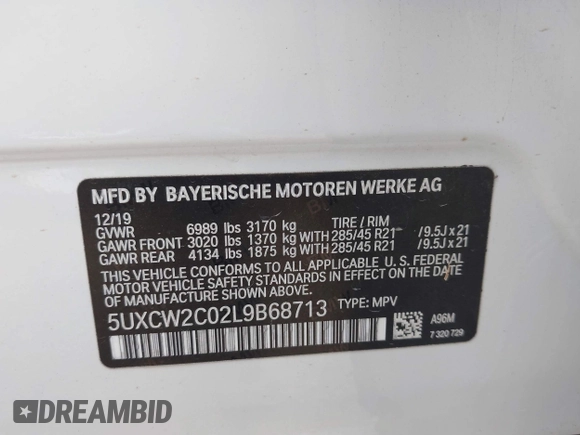 MFD BY BAYERISCHE MOTOREN WERKE AG
12/19
GVWR 6989 lbs 3170 kg TIRE / RIM
GAWR FRONT 3020 lbs 1370 kg WITH 285/45 R21 /9.5J x 21
GAWR REAR 4134 lbs 1875 kg WITH 285/45 R21 /9.5J x 21
THIS VEHICLE CONFORMS TO ALL APPLICABLE U. S. FEDERAL
MOTOR VEHICLE SAFETY STANDARDS IN EFFECT ON THE DATE
OF MANUFACTURE SHOWN ABOVE.
5UXCW2C02L9B68713 TYPE: MPV
A96M
7 320 729
DREAMBID